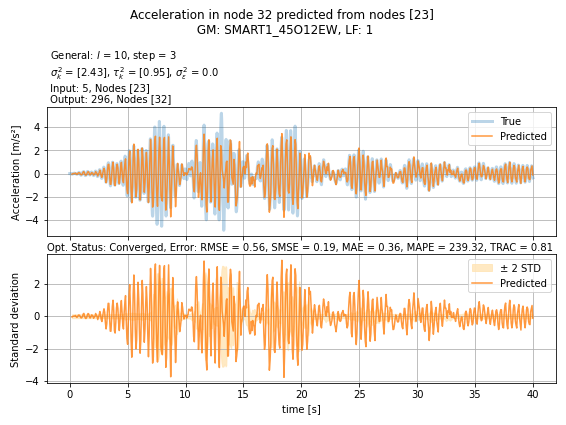 Acceleration in node 32 predicted from nodes [23]
GM: SMART1_45O12EW, LF: 1
General: l = 10, step = 3
σ²ₖ = [2.43], τ²ₖ = [0.95], σ²ε = 0.0
Input: 5, Nodes [23]
Output: 296, Nodes [32]
Acceleration [m/s²]
4
2
0
−2
−4
True
Predicted
Opt. Status: Converged, Error: RMSE = 0.56, SMSE = 0.19, MAE = 0.36, MAPE = 239.32, TRAC = 0.81
Standard deviation
2
0
−2
−4
± 2 STD
Predicted
0 5 10 15 20 25 30 35 40
time [s]